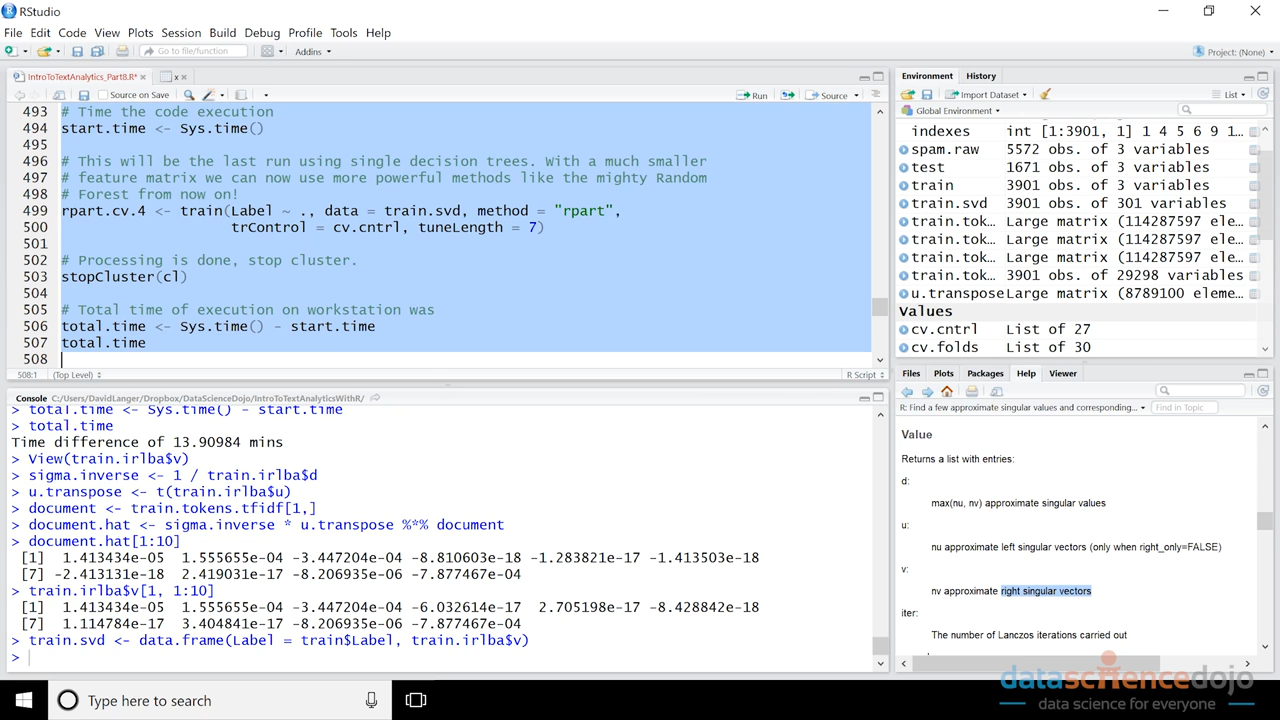 RStudio
File Edit Code View Plots Session Build Debug Profile Tools Help
Go to file/function
Addins
Project: (None)
IntroToTextAnalytics_Part8.R*
x
Source on Save
Run
Source
493 # Time the code execution
494 start.time <- Sys.time()
495
496 # This will be the last run using single decision trees. With a much smaller
497 # feature matrix we can now use more powerful methods like the mighty Random
498 # Forest from now on!
499 rpart.cv.4 <- train(Label ~ ., data = train.svd, method = "rpart",
500 trControl = cv.cntrl, tuneLength = 7)
501
502 # Processing is done, stop cluster.
503 stopCluster(cl)
504
505 # Total time of execution on workstation was
506 total.time <- Sys.time() - start.time
507 total.time
508
508:1 (Top Level) R Script
Console C:/Users/DavidLanger/Dropbox/DataScienceDojo/IntroToTextAnalyticsWithR/
> total.time <- Sys.time() - start.time
> total.time
Time difference of 13.90984 mins
> View(train.irlba$v)
> sigma.inverse <- 1 / train.irlba$d
> u.transpose <- t(train.irlba$u)
> document <- train.tokens.tfidf[1,]
> document.hat <- sigma.inverse * u.transpose %*% document
> document.hat[1:10]
[1] 1.413434e-05 1.555655e-04 -3.447204e-04 -8.810603e-18 -1.283821e-17 -1.413503e-18
[7] -2.413131e-18 2.419031e-17 -8.206935e-06 -7.877467e-04
> train.irlba$v[1, 1:10]
[1] 1.413434e-05 1.555655e-04 -3.447204e-04 -6.032614e-17 2.705198e-17 -8.428842e-18
[7] 1.114784e-17 3.404841e-17 -8.206935e-06 -7.877467e-04
> train.svd <- data.frame(Label = train$Label, train.irlba$v)
>
Environment History
Import Dataset
List
Global Environment
indexes int [1:3901, 1] 1 4 5 6 9 1…
spam.raw 5572 obs. of 3 variables
test 1671 obs. of 3 variables
train 3901 obs. of 3 variables
train.svd 3901 obs. of 301 variables
train.tok… Large matrix (114287597 ele…
train.tok… Large matrix (114287597 ele…
train.tok… Large matrix (114287597 ele…
train.tok… 3901 obs. of 29298 variables
u.transpose Large matrix (8789100 eleme…
Values
cv.cntrl List of 27
cv.folds List of 30
Files Plots Packages Help Viewer
R: Find a few approximate singular values and corresponding...
Find in Topic
Value
Returns a list with entries:
d:
max(nu, nv) approximate singular values
u:
nu approximate left singular vectors (only when right_only=FALSE)
v:
nv approximate right singular vectors
iter:
The number of Lanczos iterations carried out
datasciencedojo
data science for everyone
Type here to search